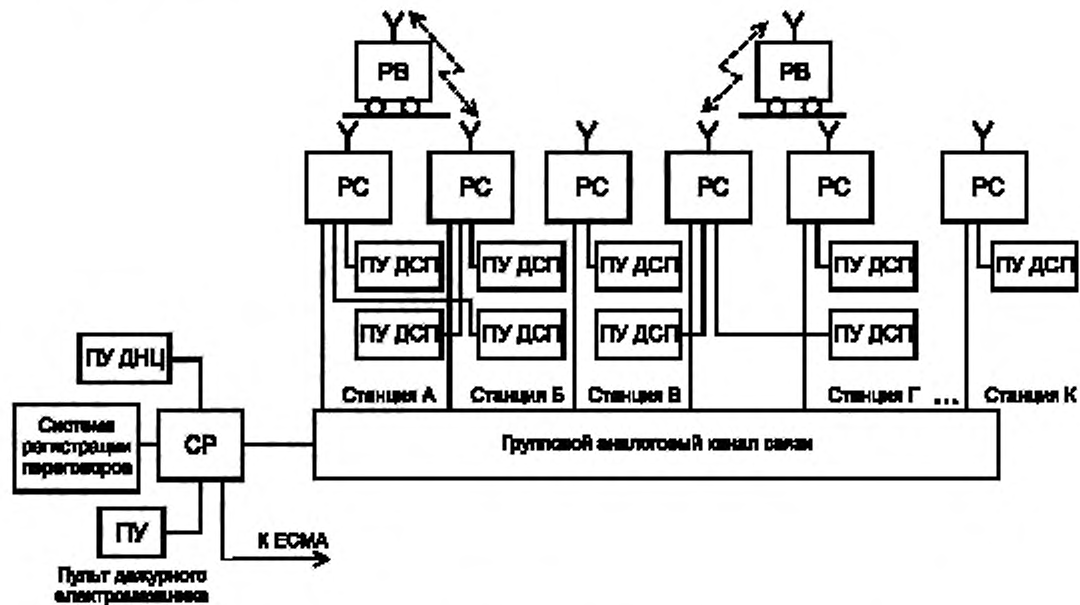 РВ РВ
РС РС РС РС РС РС
ПУ ДСП ПУ ДСП ПУ ДСП ПУ ДСП ПУ ДСП
ПУ ДСП ПУ ДСП ПУ ДСП ПУ ДСП
Станция А Станция Б Станция В Станция Г ... Станция К
ПУ ДНЦ
Система
регистрации
переговоров
СР
Групповой аналоговый канал связи
ПУ
К ЕСМА
Пульт дежурного
электромеханика